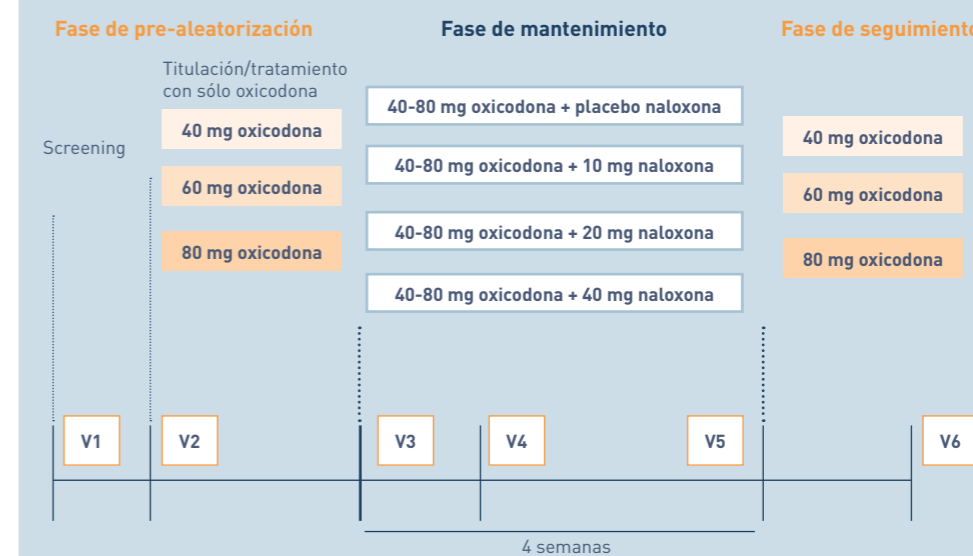 Fase de pre-aleatorización
Fase de mantenimiento
Fase de seguimiento
Titulación/tratamiento
con sólo oxicodona
Screening
40 mg oxicodona
60 mg oxicodona
80 mg oxicodona
40-80 mg oxicodona + placebo naloxona
40-80 mg oxicodona + 10 mg naloxona
40-80 mg oxicodona + 20 mg naloxona
40-80 mg oxicodona + 40 mg naloxona
40 mg oxicodona
60 mg oxicodona
80 mg oxicodona
V1
V2
V3
V4
V5
V6
4 semanas